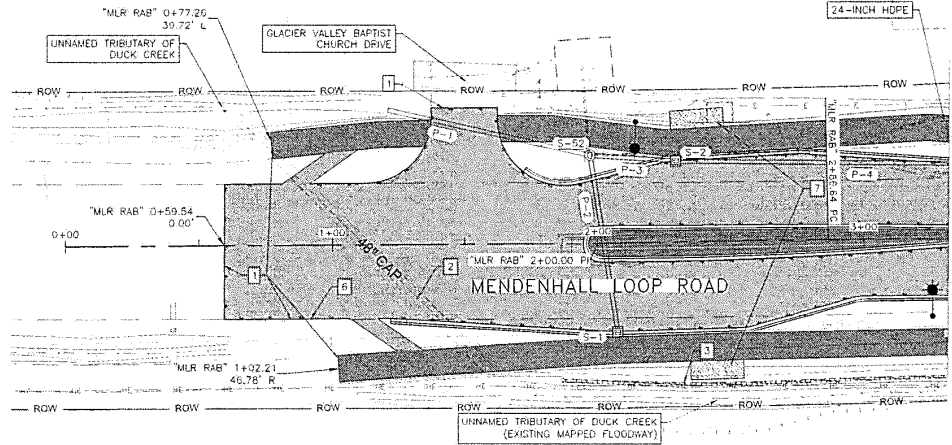 "MLR RAB" 0+77.26
39.72' L
24-INCH HDPE
UNNAMED TRIBUTARY OF
DUCK CREEK
GLACIER VALLEY BAPTIST
CHURCH DRIVE
1
ROW ROW ROW ROW ROW ROW ROW
P-1
S-52
S-2
P-3
P-4
"MLR RAB" 2+66.64 PC
7
P-2
"MLR RAB" 0+59.54
0.00'
0+00
1+00
2+00
3+00
48" CAP
"MLR RAB" 2+00.00 PI
1
2
6
MENDENHALL LOOP ROAD
S-1
3
"MLR RAB" 1+02.21
46.78' R
ROW ROW ROW ROW ROW ROW ROW
UNNAMED TRIBUTARY OF DUCK CREEK
(EXISTING MAPPED FLOODWAY)